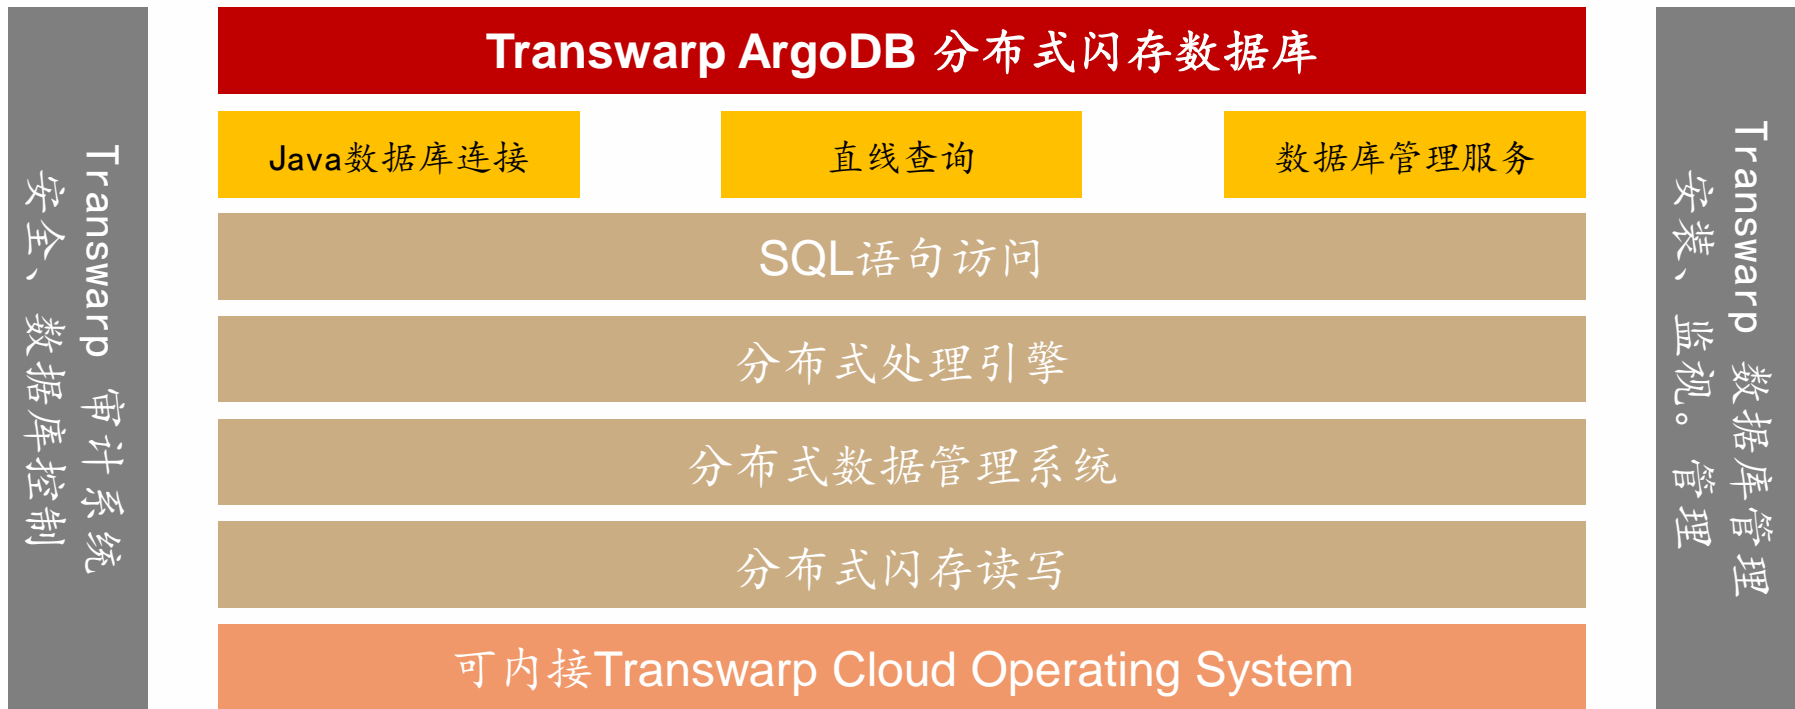 Transwarp ArgoDB 分布式闪存数据库
Java数据库连接
直线查询
数据库管理服务
SQL语句访问
分布式处理引擎
分布式数据管理系统
分布式闪存读写
可内接Transwarp Cloud Operating System
Transwarp 审计系统
安全、数据库控制
Transwarp 数据库管理
安装、监视。管理